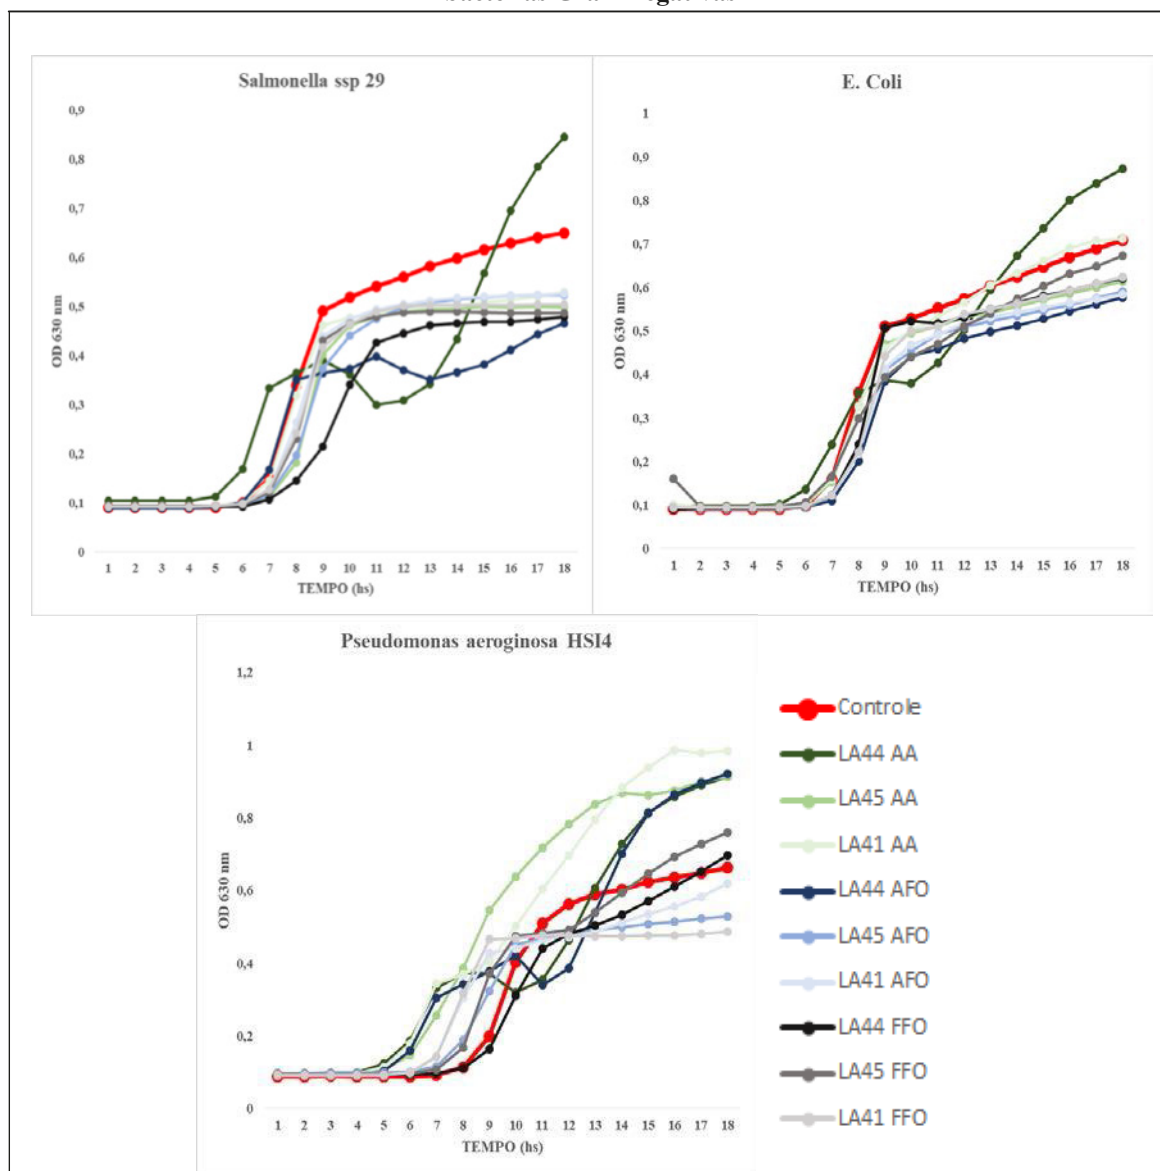 Salmonella ssp 29
0,9
0,8
0,7
0,6
0,5
0,4
0,3
0,2
0,1
0
OD 630 nm
1 2 3 4 5 6 7 8 9 10 11 12 13 14 15 16 17 18
TEMPO (hs)
E. Coli
1
0,9
0,8
0,7
0,6
0,5
0,4
0,3
0,2
0,1
0
OD 630 nm
1 2 3 4 5 6 7 8 9 10 11 12 13 14 15 16 17 18
TEMPO (hs)
Pseudomonas aeroginosa HSI4
1,2
1
0,8
0,6
0,4
0,2
0
OD 630 nm
1 2 3 4 5 6 7 8 9 10 11 12 13 14 15 16 17 18
TEMPO (hs)
Controle
LA44 AA
LA45 AA
LA41 AA
LA44 AFO
LA45 AFO
LA41 AFO
LA44 FFO
LA45 FFO
LA41 FFO